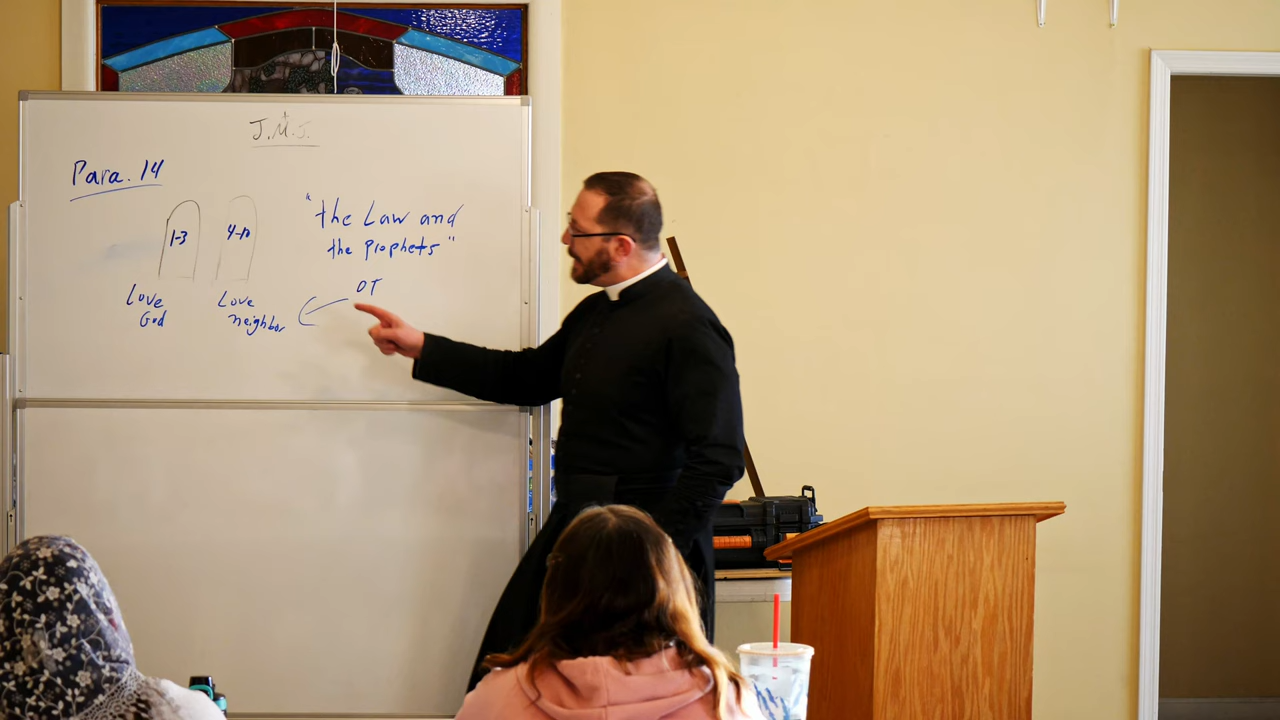 J.M.J.
Para. 14
1-3
4-10
"the Law and
the Prophets"
OT
Love
God
Love
neighbor